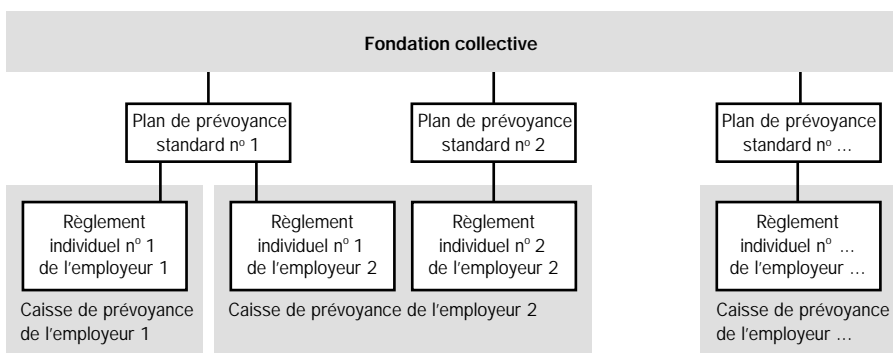 Fondation collective
Plan de prévoyance
standard nº 1
Plan de prévoyance
standard nº 2
Plan de prévoyance
standard nº ...
Règlement
individuel nº 1
de l'employeur 1
Règlement
individuel nº 1
de l'employeur 2
Règlement
individuel nº 2
de l'employeur 2
Règlement
individuel nº ...
de l'employeur ...
Caisse de prévoyance
de l'employeur 1
Caisse de prévoyance de l'employeur 2
Caisse de prévoyance
de l'employeur ...